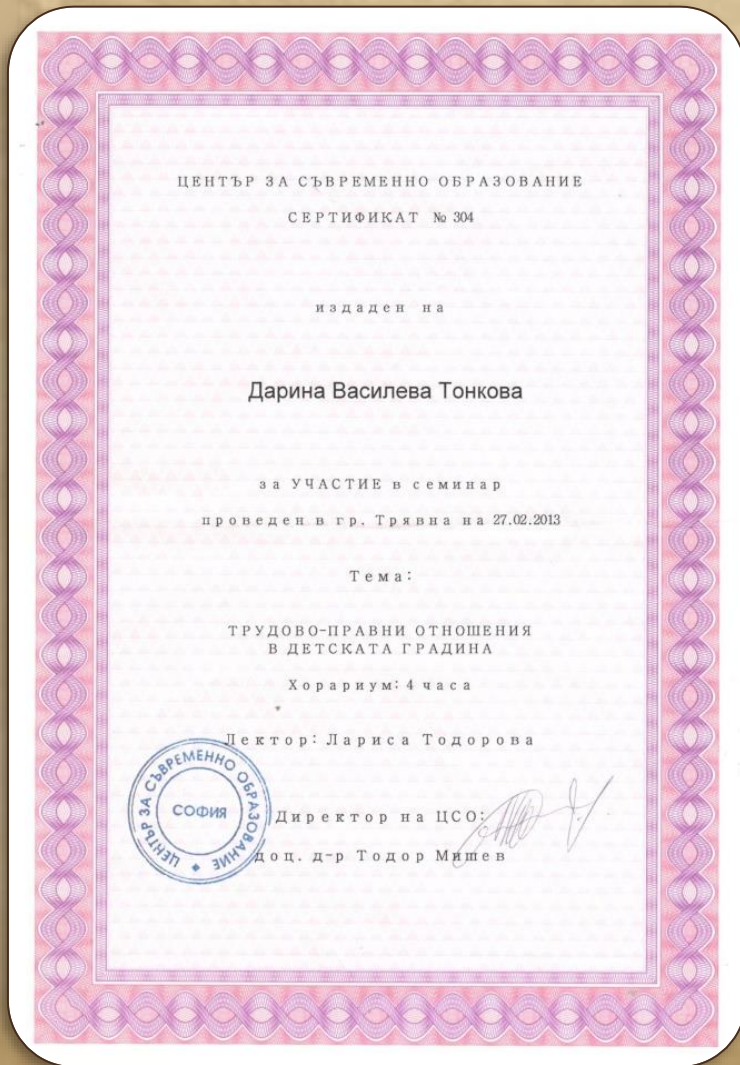 ЦЕНТЪР ЗА СЪВРЕМЕННО ОБРАЗОВАНИЕ
СЕРТИФИКАТ № 304
издаден на
Дарина Василева Тонкова
за УЧАСТИЕ в семинар
проведен в гр. Трявна на 27.02.2013
Тема:
ТРУДОВО-ПРАВНИ ОТНОШЕНИЯ
В ДЕТСКАТА ГРАДИНА
Хорариум: 4 часа
Лектор: Лариса Тодорова
Директор на ЦСО:
доц. д-р Тодор Мишев
ЦЕНТЪР ЗА СЪВРЕМЕННО ОБРАЗОВАНИЕ
СОФИЯ